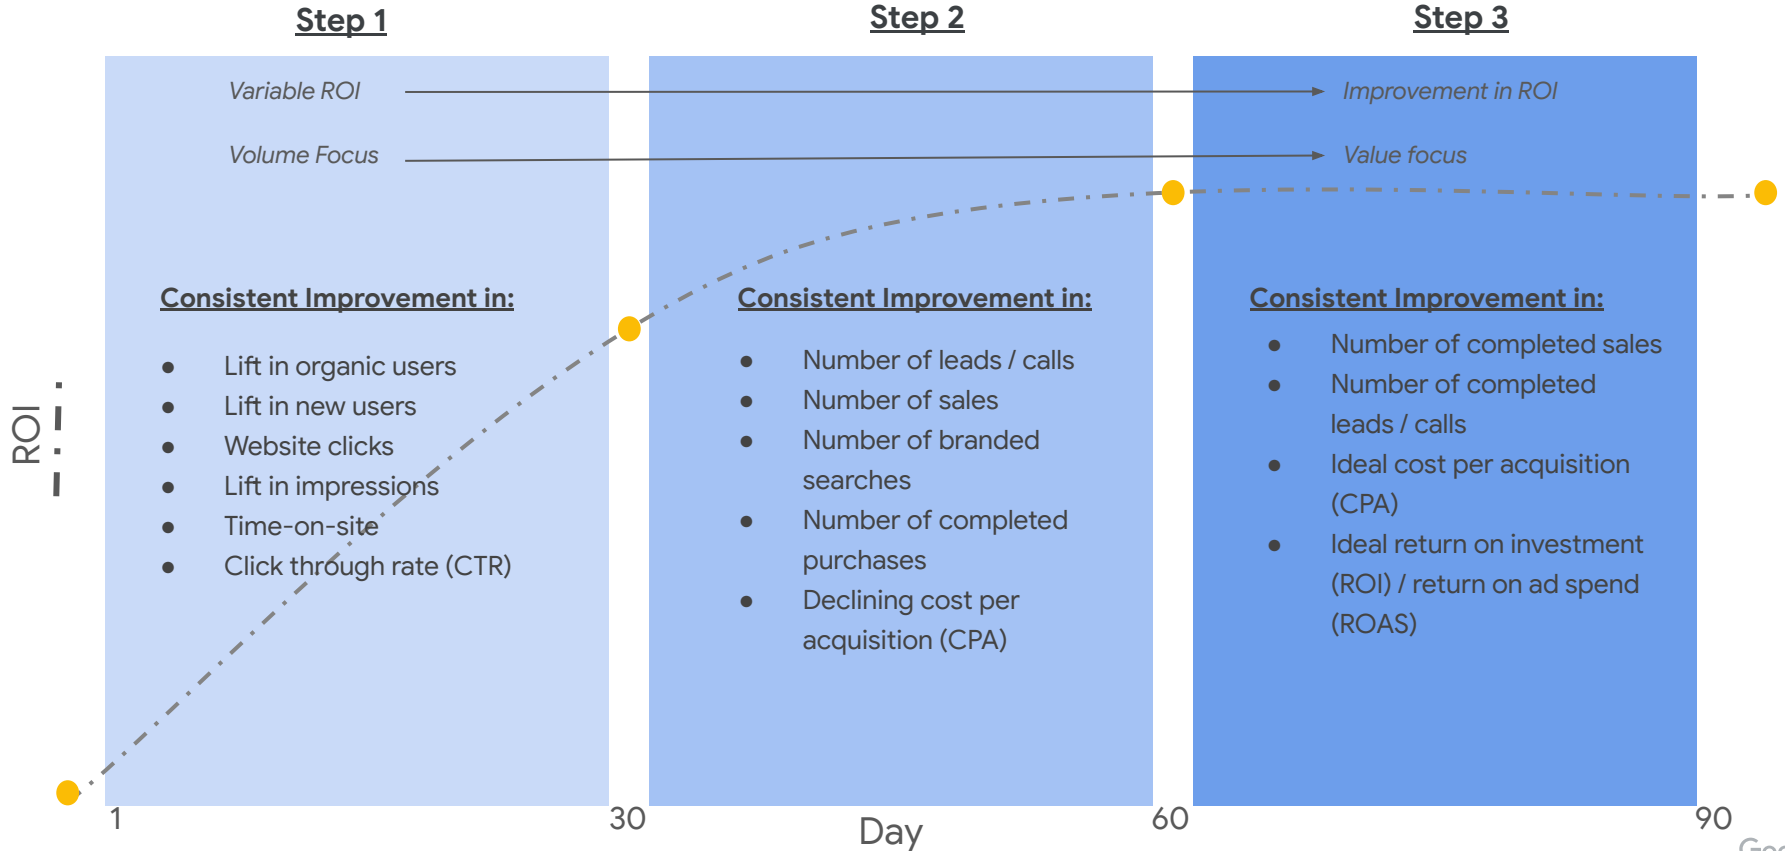 Step 1
Step 2
Step 3
Variable ROI
Improvement in ROI
Volume Focus
Value focus
Consistent Improvement in:
● Lift in organic users
● Lift in new users
● Website clicks
● Lift in impressions
● Time-on-site
● Click through rate (CTR)
Consistent Improvement in:
● Number of leads / calls
● Number of sales
● Number of branded
searches
● Number of completed
purchases
● Declining cost per
acquisition (CPA)
Consistent Improvement in:
● Number of completed sales
● Number of completed
leads / calls
● Ideal cost per acquisition
(CPA)
● Ideal return on investment
(ROI) / return on ad spend
(ROAS)
ROI
1
30
60
90
Day